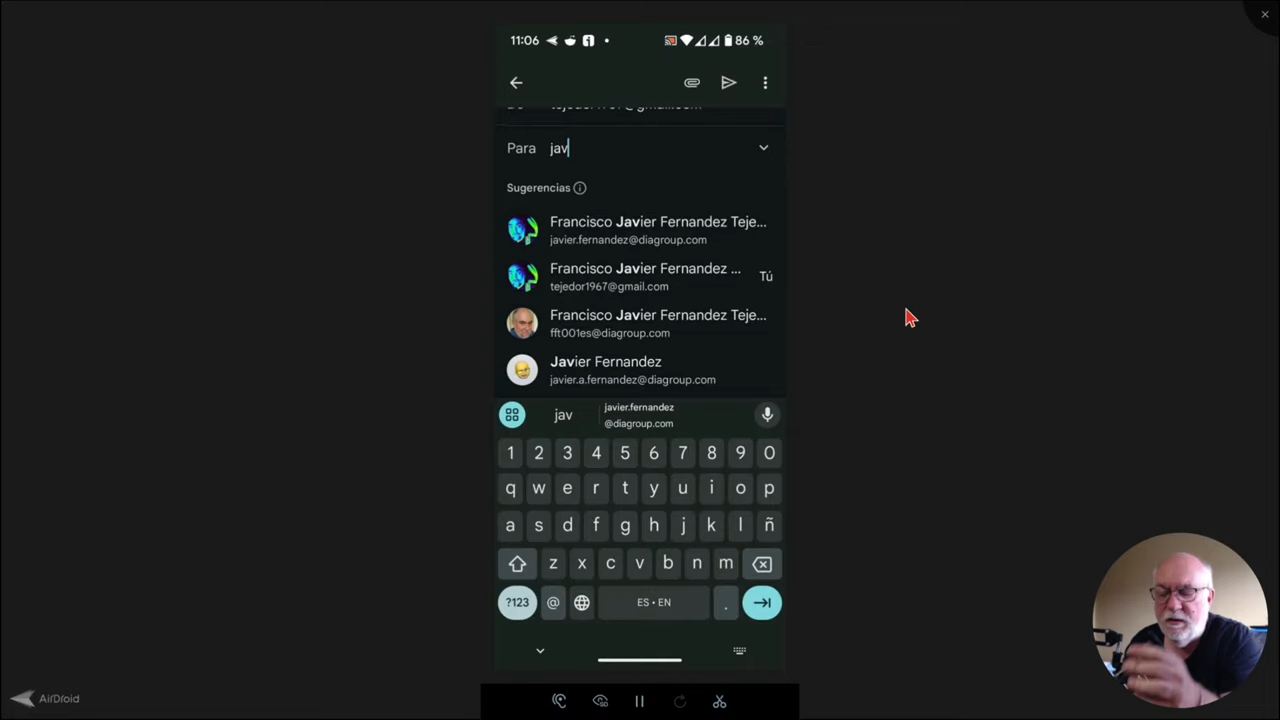 11:06 86 %
Para jav
Sugerencias
Francisco Javier Fernandez Teje...
javier.fernandez@diagroup.com
Francisco Javier Fernandez ... Tú
tejedor1967@gmail.com
Francisco Javier Fernandez Teje...
fft001es@diagroup.com
Javier Fernandez
javier.a.fernandez@diagroup.com
jav javier.fernandez
@diagroup.com
1 2 3 4 5 6 7 8 9 0
q w e r t y u i o p
a s d f g h j k l ñ
z x c v b n m
?123 @ ES • EN .
AirDroid